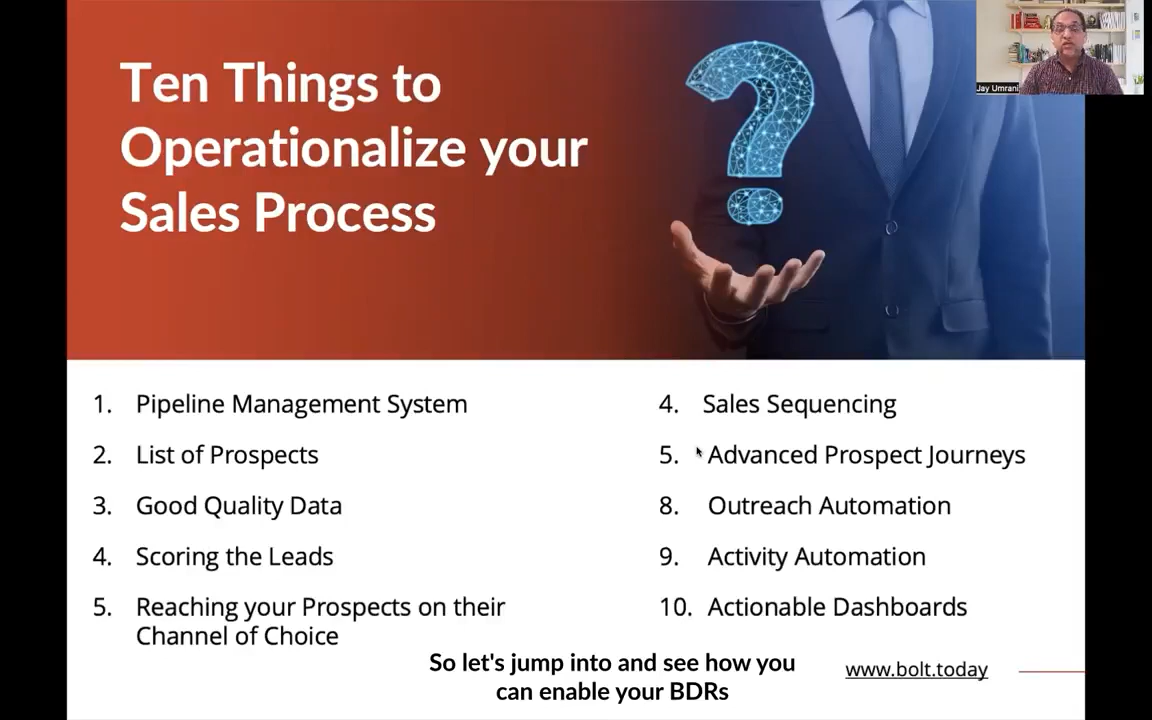 Ten Things to
Operationalize your
Sales Process
Jay Umrani
1. Pipeline Management System
2. List of Prospects
3. Good Quality Data
4. Scoring the Leads
5. Reaching your Prospects on their
Channel of Choice
4. Sales Sequencing
5. Advanced Prospect Journeys
8. Outreach Automation
9. Activity Automation
10. Actionable Dashboards
So let's jump into and see how you
can enable your BDRs
www.bolt.today